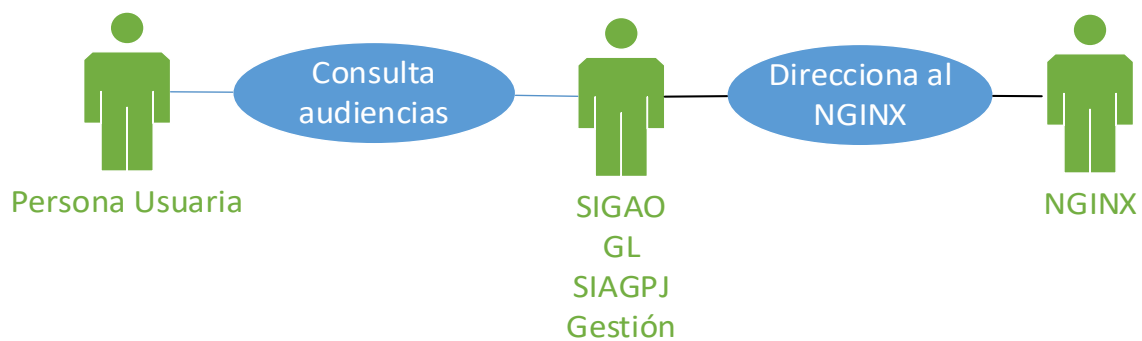 Consulta
audiencias
Direcciona al
NGINX
Persona Usuaria
SIGAO
GL
SIAGPJ
Gestión
NGINX